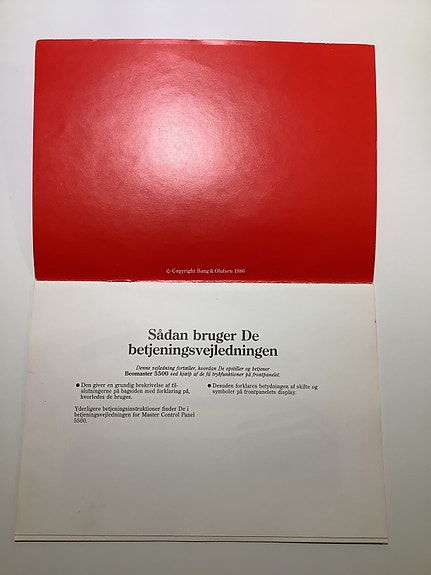 © Copyright Bang & Olufsen 1986
Sådan bruger De
betjeningsvejledningen
Denne vejledning fortæller, hvordan De opstiller og betjener
Beomaster 5500 ved hjælp af de få trykfunktioner på frontpanelet.
● Den giver en grundig beskrivelse af til-
slutningerne på bagsiden med forklaring på,
hvorledes de bruges.
Yderligere betjeningsinstruktioner finder De i
betjeningsvejledningen for Master Control Panel
5500.
● Desuden forklares betydningen af skilte og
symboler på frontpanelets display.